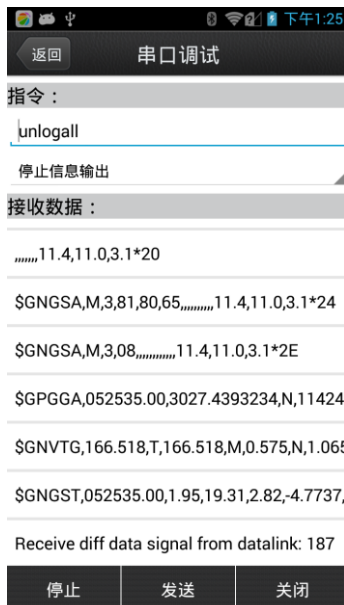 下午1:25
返回
串口调试
指令：
unlogall
停止信息输出
接收数据：
,,,,,,,11.4,11.0,3.1*20
$GNGSA,M,3,81,80,65,,,,,,,,,,11.4,11.0,3.1*24
$GNGSA,M,3,08,,,,,,,,,,,,11.4,11.0,3.1*2E
$GPGGA,052535.00,3027.4393234,N,11424
$GNVTG,166.518,T,166.518,M,0.575,N,1.065
$GNGST,052535.00,1.95,19.31,2.82,-4.7737,
Receive diff data signal from datalink: 187
停止
发送
关闭